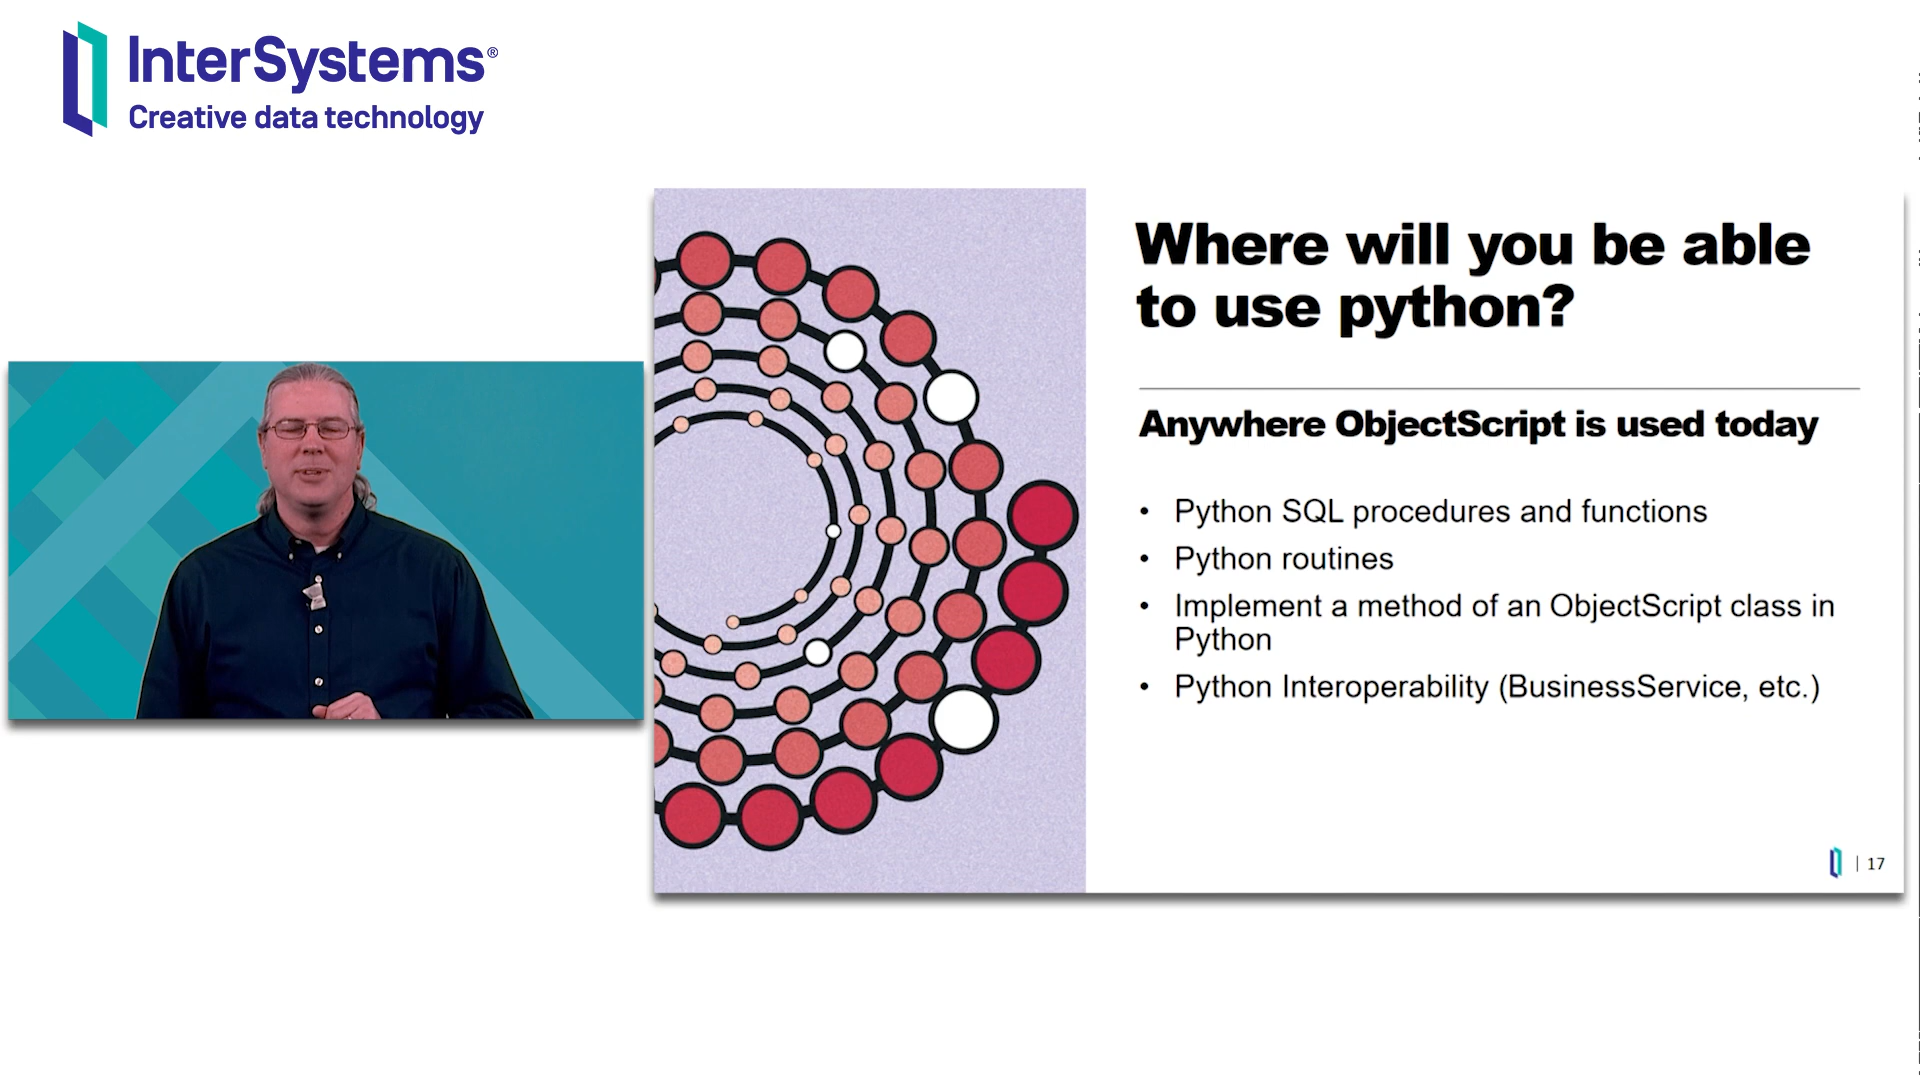 InterSystems®
Creative data technology
Where will you be able
to use python?
Anywhere ObjectScript is used today
• Python SQL procedures and functions
• Python routines
• Implement a method of an ObjectScript class in
Python
• Python Interoperability (BusinessService, etc.)
| 17